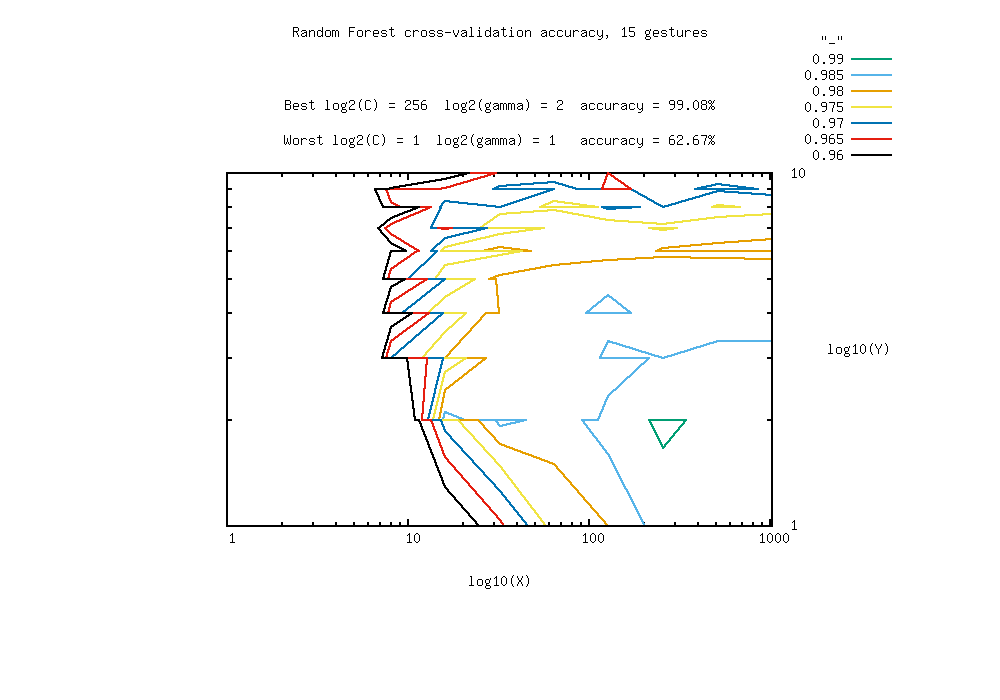 Random Forest cross-validation accuracy, 15 gestures
"_"
0.99
0.985
0.98
0.975
0.97
0.965
0.96
Best log2(C) = 256  log2(gamma) = 2  accuracy = 99.08%
Worst log2(C) = 1  log2(gamma) = 1   accuracy = 62.67%
10
log10(Y)
1
1 10 100 1000
log10(X)